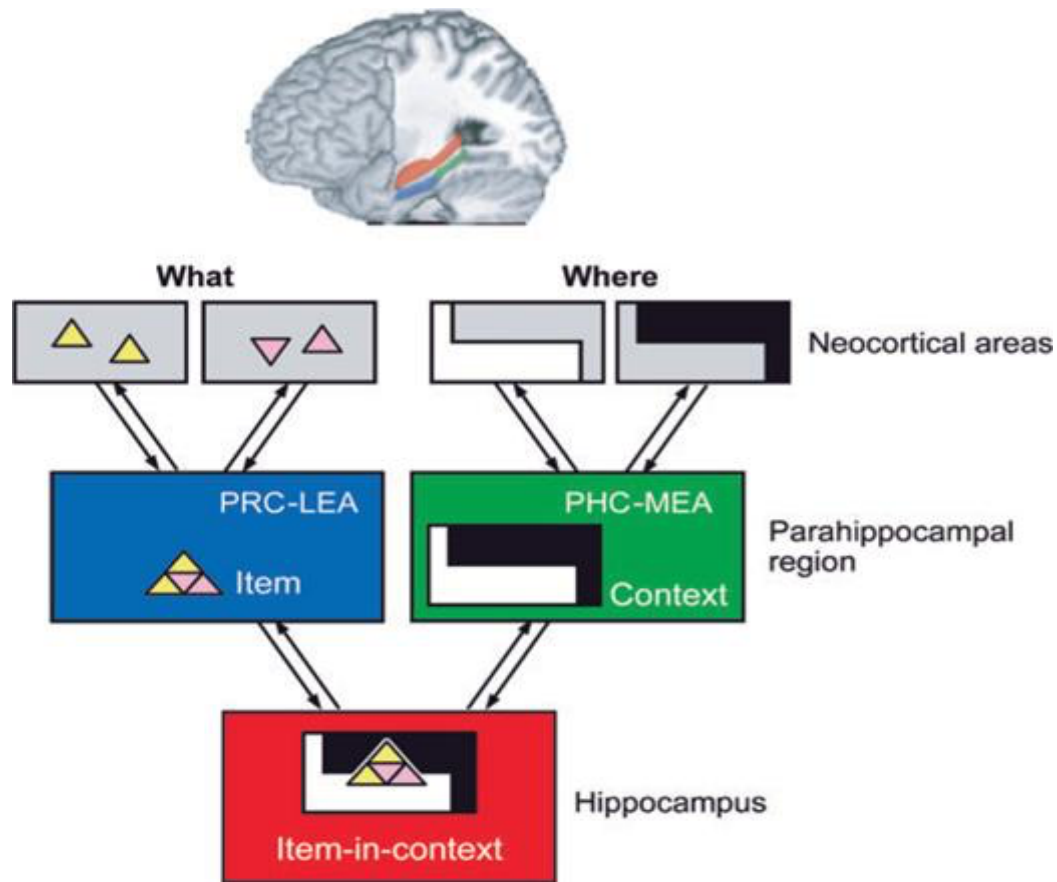 What
Where
Neocortical areas
PRC-LEA
PHC-MEA
Item
Context
Parahippocampal
region
Item-in-context
Hippocampus